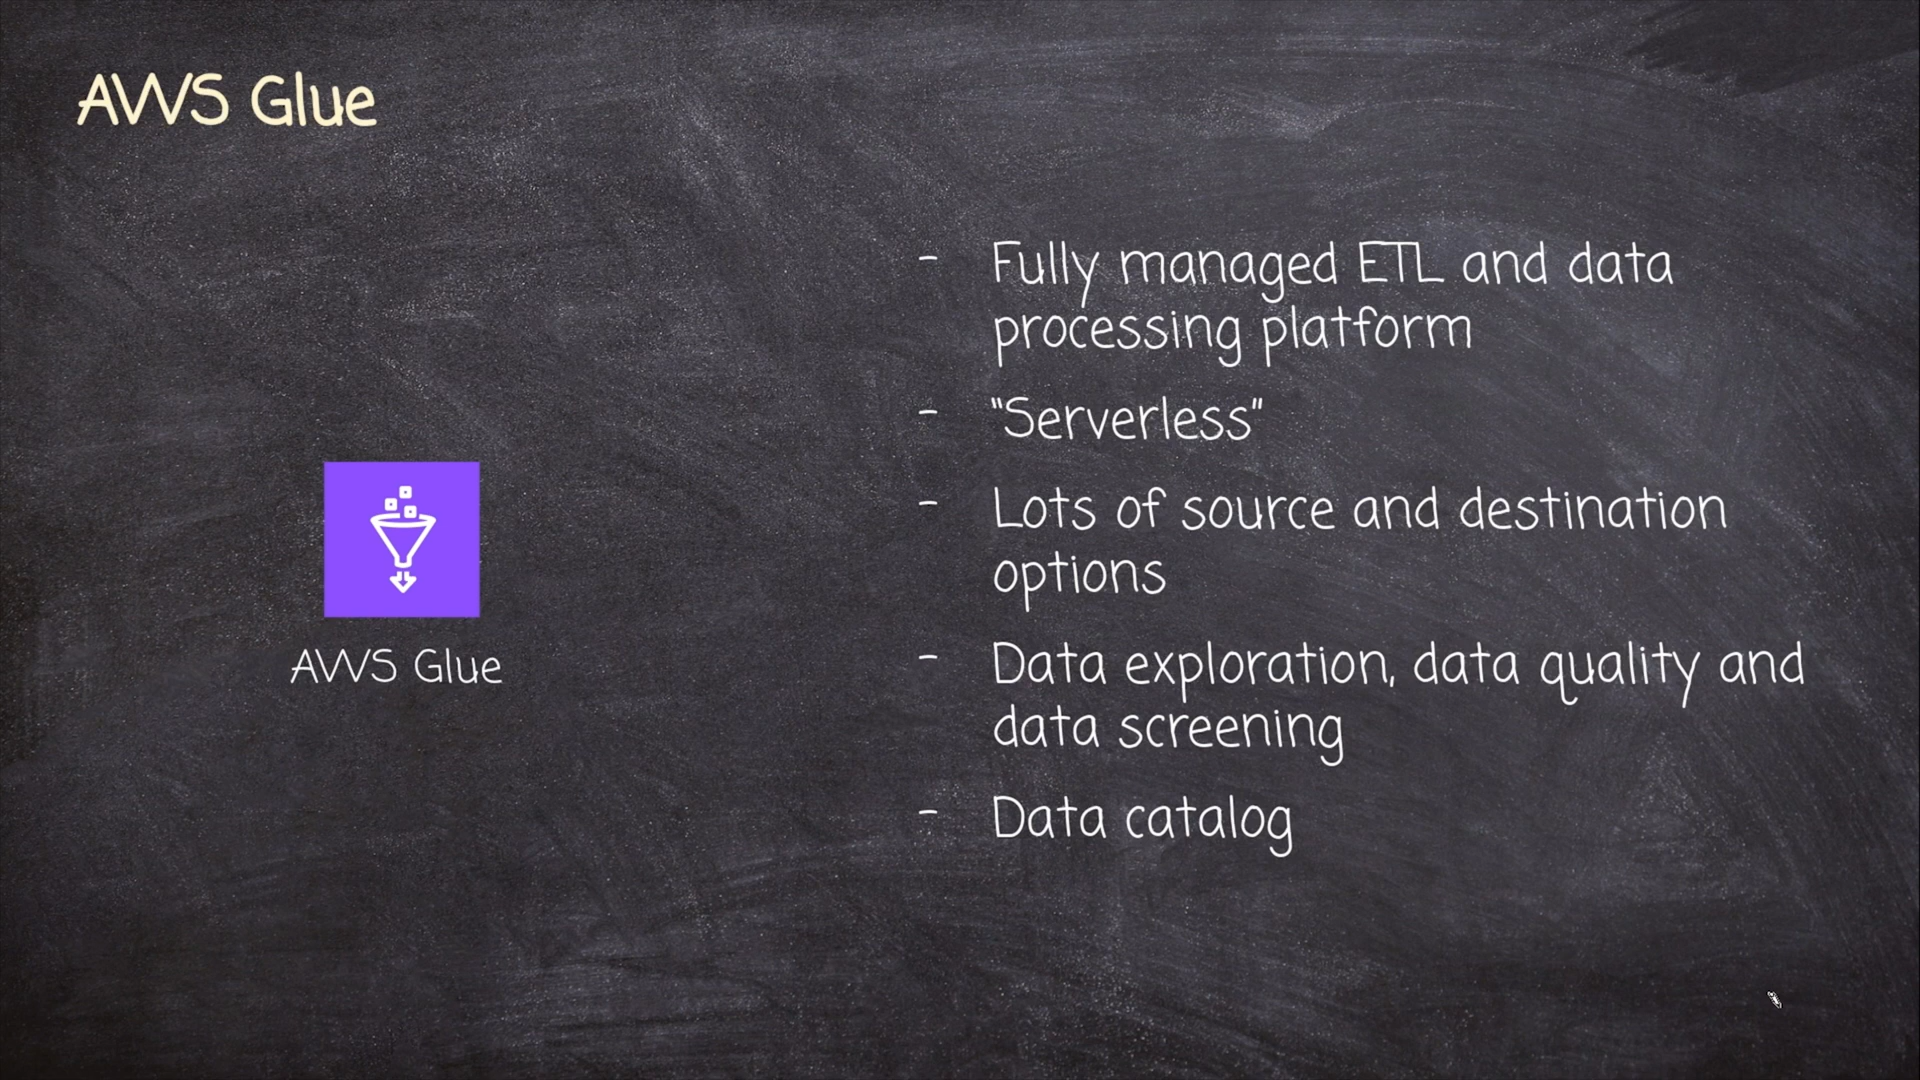 AWS Glue
AWS Glue
- Fully managed ETL and data
processing platform
- "Serverless"
- Lots of source and destination
options
- Data exploration, data quality and
data screening
- Data catalog